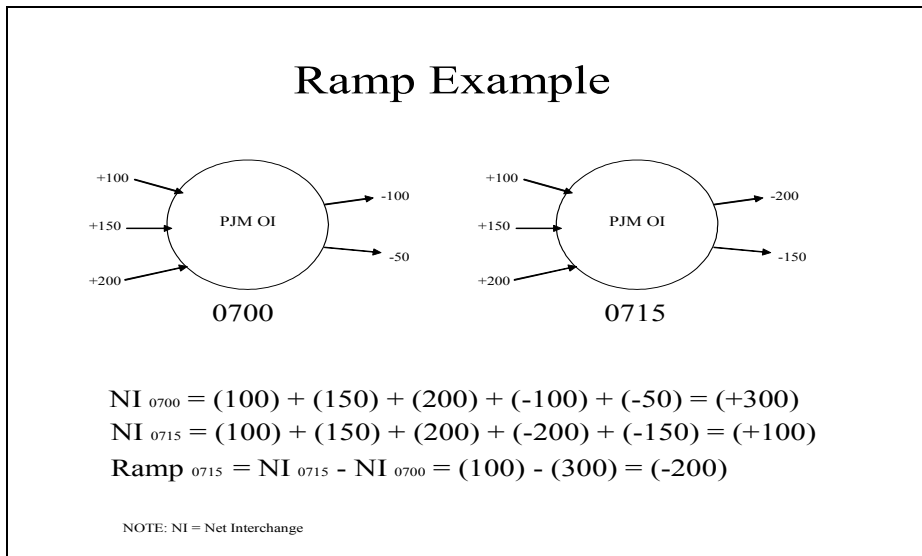 Ramp Example
+100
+150
+200
PJM OI
-100
-50
0700
+100
+150
+200
PJM OI
-200
-150
0715
NI 0700 = (100) + (150) + (200) + (-100) + (-50) = (+300)
NI 0715 = (100) + (150) + (200) + (-200) + (-150) = (+100)
Ramp 0715 = NI 0715 - NI 0700 = (100) - (300) = (-200)
NOTE: NI = Net Interchange